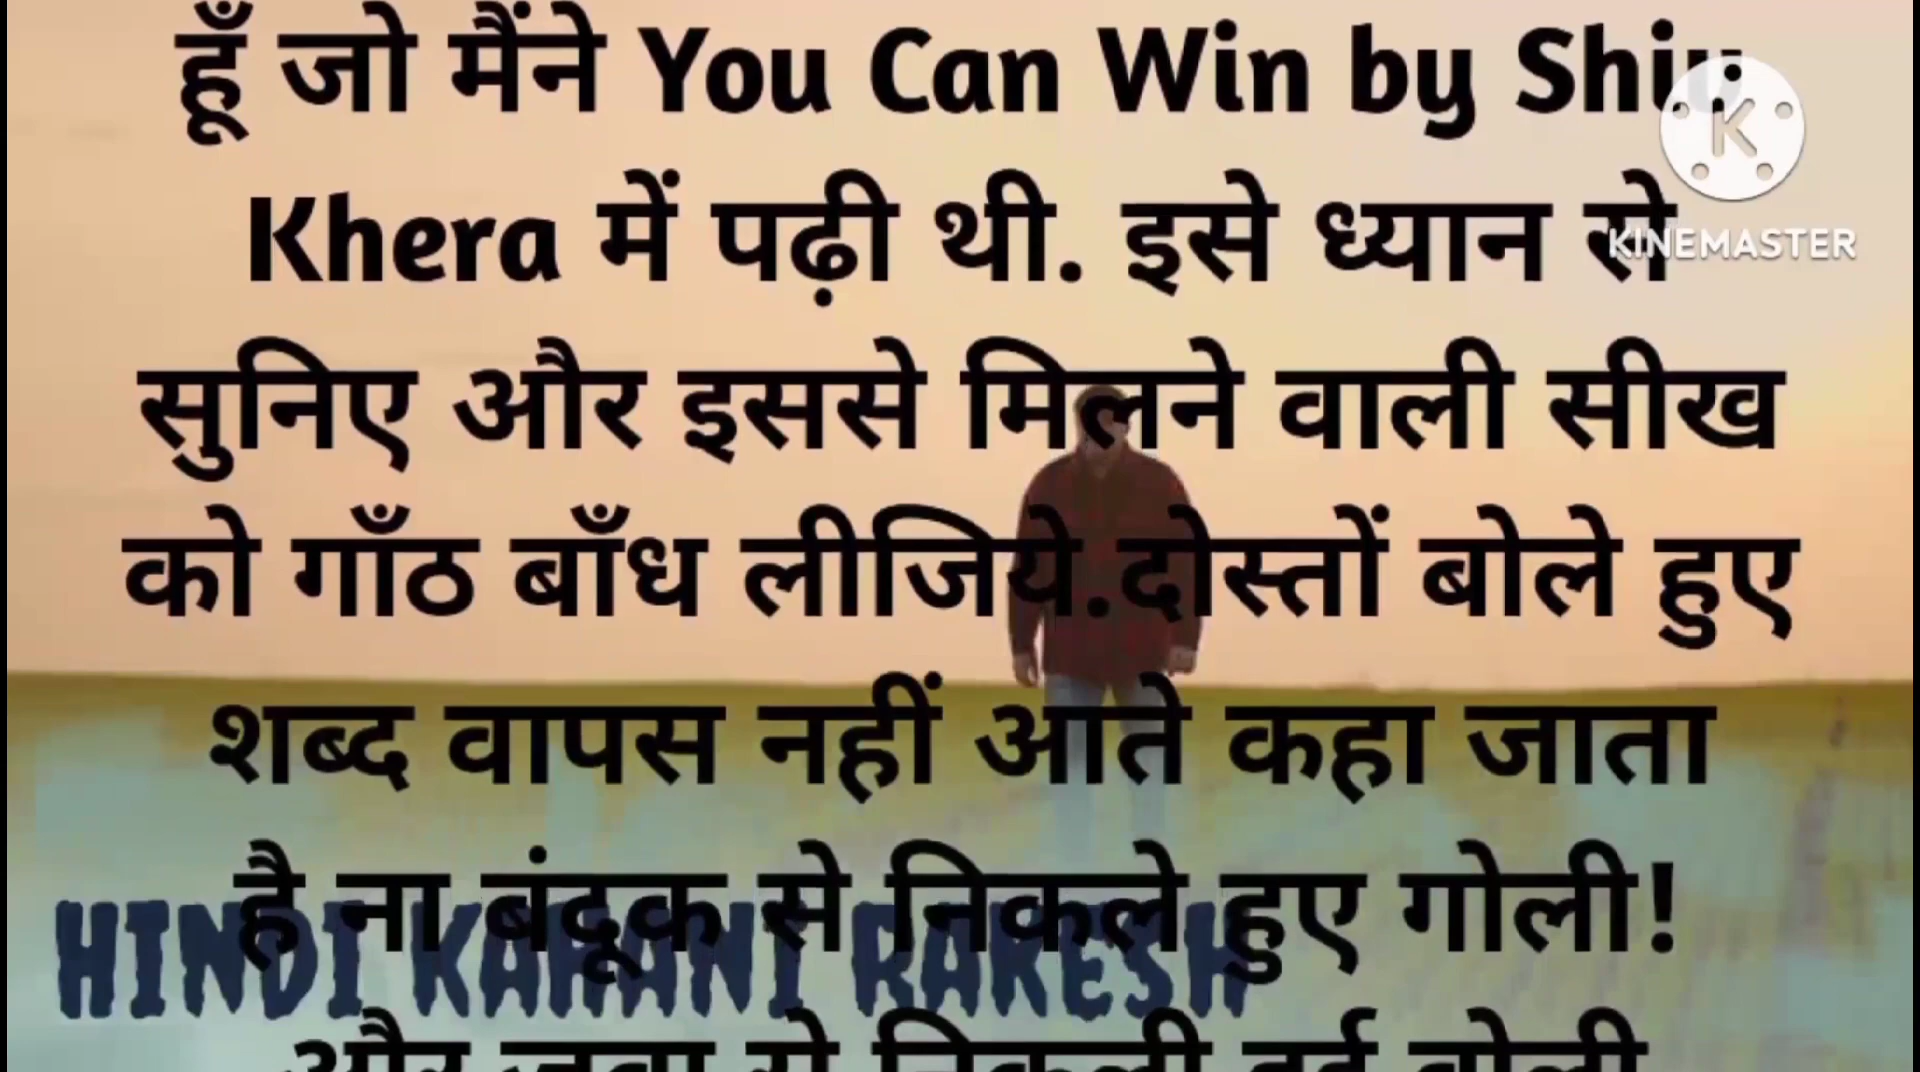 हूँ जो मैंने You Can Win by Shiv
Khera में पढ़ी थी. इसे ध्यान से
KINEMASTER
सुनिए और इससे मिलने वाली सीख
को गाँठ बाँध लीजिये.दोस्तों बोले हुए
शब्द वापस नहीं आते कहा जाता
है ना बंदूक से निकले हुए गोली!
HINDI KAHANI RAKESH